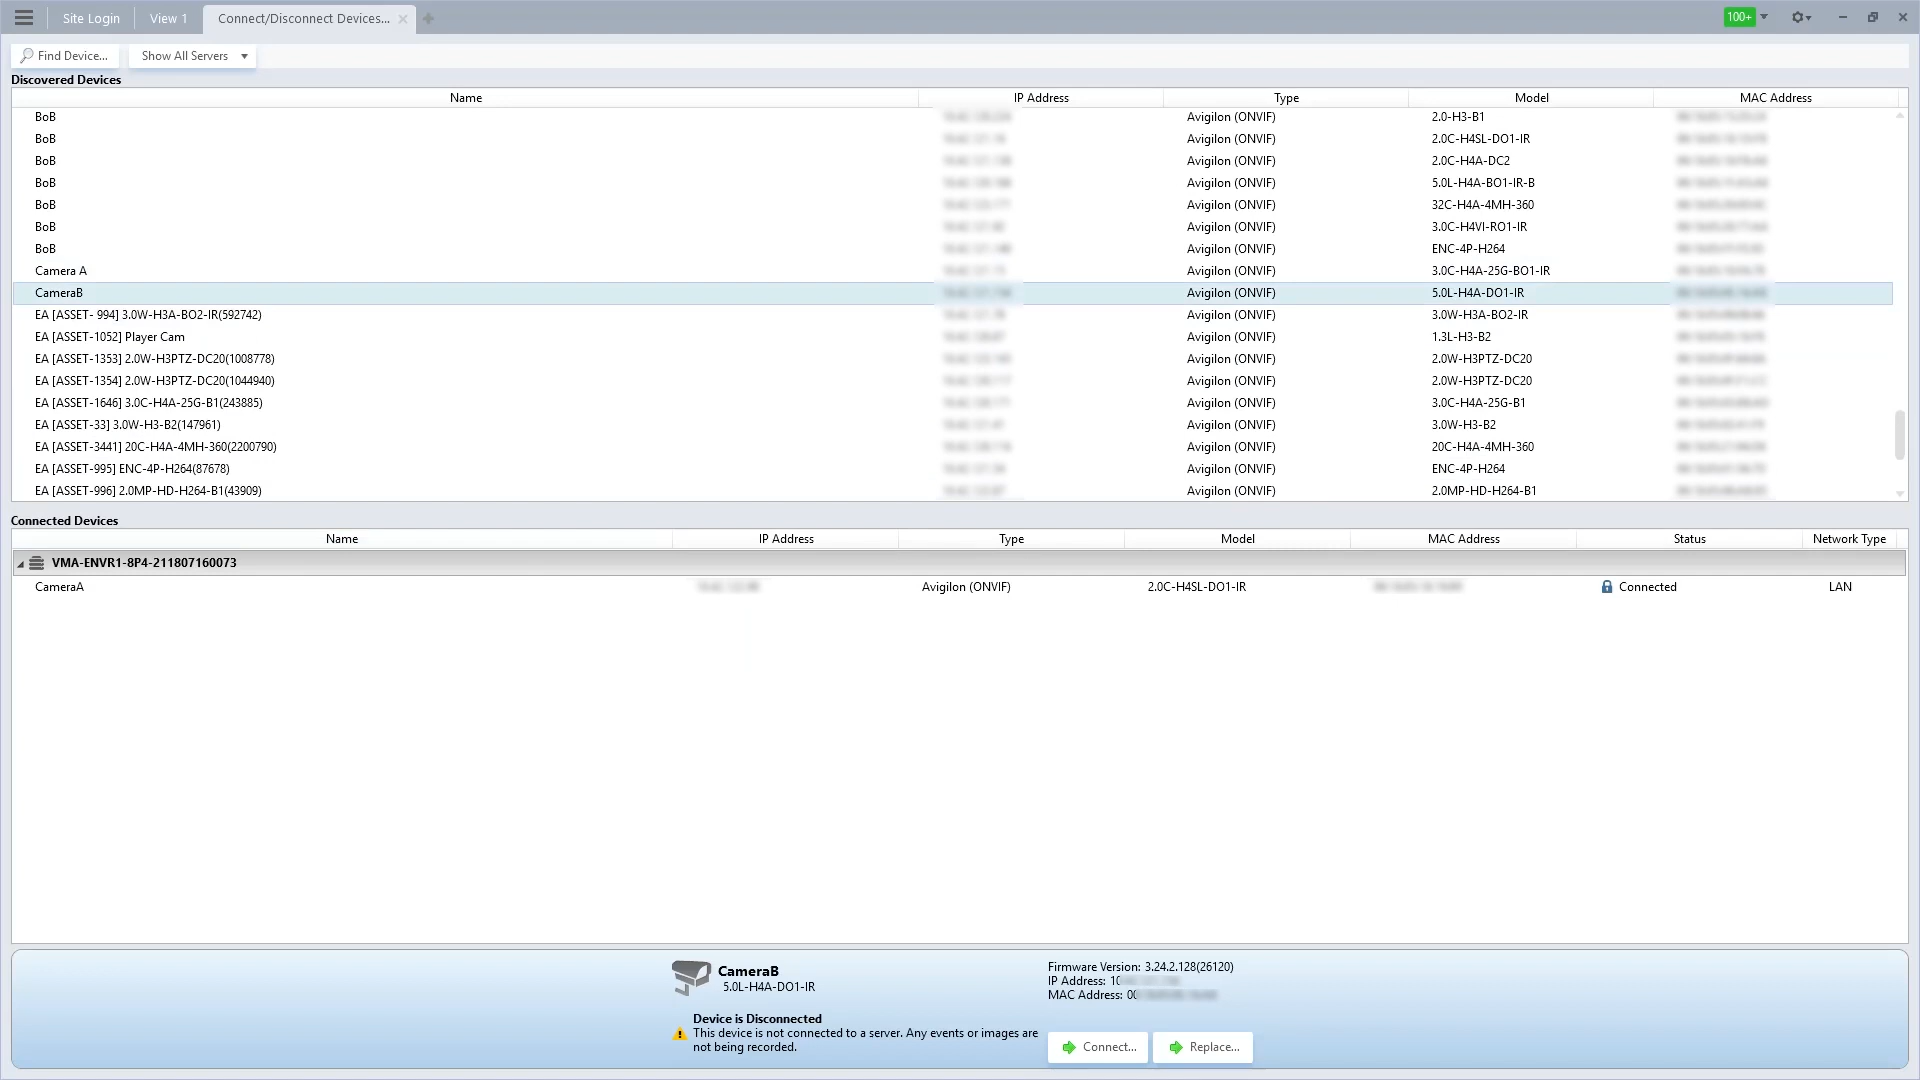 Site Login View 1 Connect/Disconnect Devices... 100+
Find Device... Show All Servers
Discovered Devices
Name IP Address Type Model MAC Address
BoB Avigilon (ONVIF) 2.0-H3-B1
BoB Avigilon (ONVIF) 2.0C-H4SL-DO1-IR
BoB Avigilon (ONVIF) 2.0C-H4A-DC2
BoB Avigilon (ONVIF) 5.0L-H4A-BO1-IR-B
BoB Avigilon (ONVIF) 32C-H4A-4MH-360
BoB Avigilon (ONVIF) 3.0C-H4VI-RO1-IR
BoB Avigilon (ONVIF) ENC-4P-H264
Camera A Avigilon (ONVIF) 3.0C-H4A-25G-BO1-IR
CameraB Avigilon (ONVIF) 5.0L-H4A-DO1-IR
EA [ASSET- 994] 3.0W-H3A-BO2-IR(592742) Avigilon (ONVIF) 3.0W-H3A-BO2-IR
EA [ASSET-1052] Player Cam Avigilon (ONVIF) 1.3L-H3-B2
EA [ASSET-1353] 2.0W-H3PTZ-DC20(1008778) Avigilon (ONVIF) 2.0W-H3PTZ-DC20
EA [ASSET-1354] 2.0W-H3PTZ-DC20(1044940) Avigilon (ONVIF) 2.0W-H3PTZ-DC20
EA [ASSET-1646] 3.0C-H4A-25G-B1(243885) Avigilon (ONVIF) 3.0C-H4A-25G-B1
EA [ASSET-33] 3.0W-H3-B2(147961) Avigilon (ONVIF) 3.0W-H3-B2
EA [ASSET-3441] 20C-H4A-4MH-360(2200790) Avigilon (ONVIF) 20C-H4A-4MH-360
EA [ASSET-995] ENC-4P-H264(87678) Avigilon (ONVIF) ENC-4P-H264
EA [ASSET-996] 2.0MP-HD-H264-B1(43909) Avigilon (ONVIF) 2.0MP-HD-H264-B1
Connected Devices
Name IP Address Type Model MAC Address Status Network Type
VMA-ENVR1-8P4-211807160073
CameraA Avigilon (ONVIF) 2.0C-H4SL-DO1-IR Connected LAN
CameraB
5.0L-H4A-DO1-IR
Device is Disconnected
This device is not connected to a server. Any events or images are
not being recorded.
Firmware Version: 3.24.2.128(26120)
IP Address: 10
MAC Address: 00
Connect... Replace...